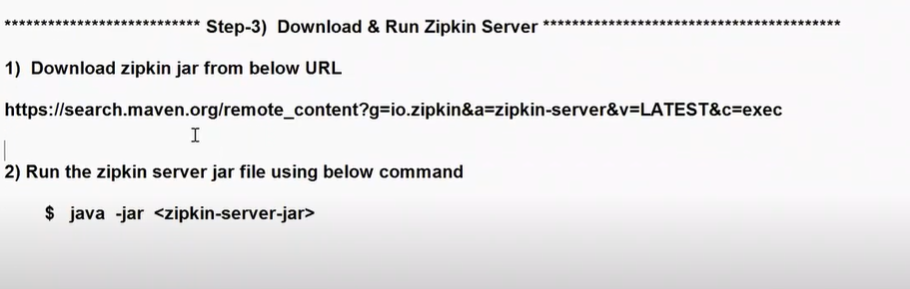 *************************** Step-3)  Download & Run Zipkin Server *****************************************
1)  Download zipkin jar from below URL
https://search.maven.org/remote_content?g=io.zipkin&a=zipkin-server&v=LATEST&c=exec
2) Run the zipkin server jar file using below command
$  java  -jar  <zipkin-server-jar>